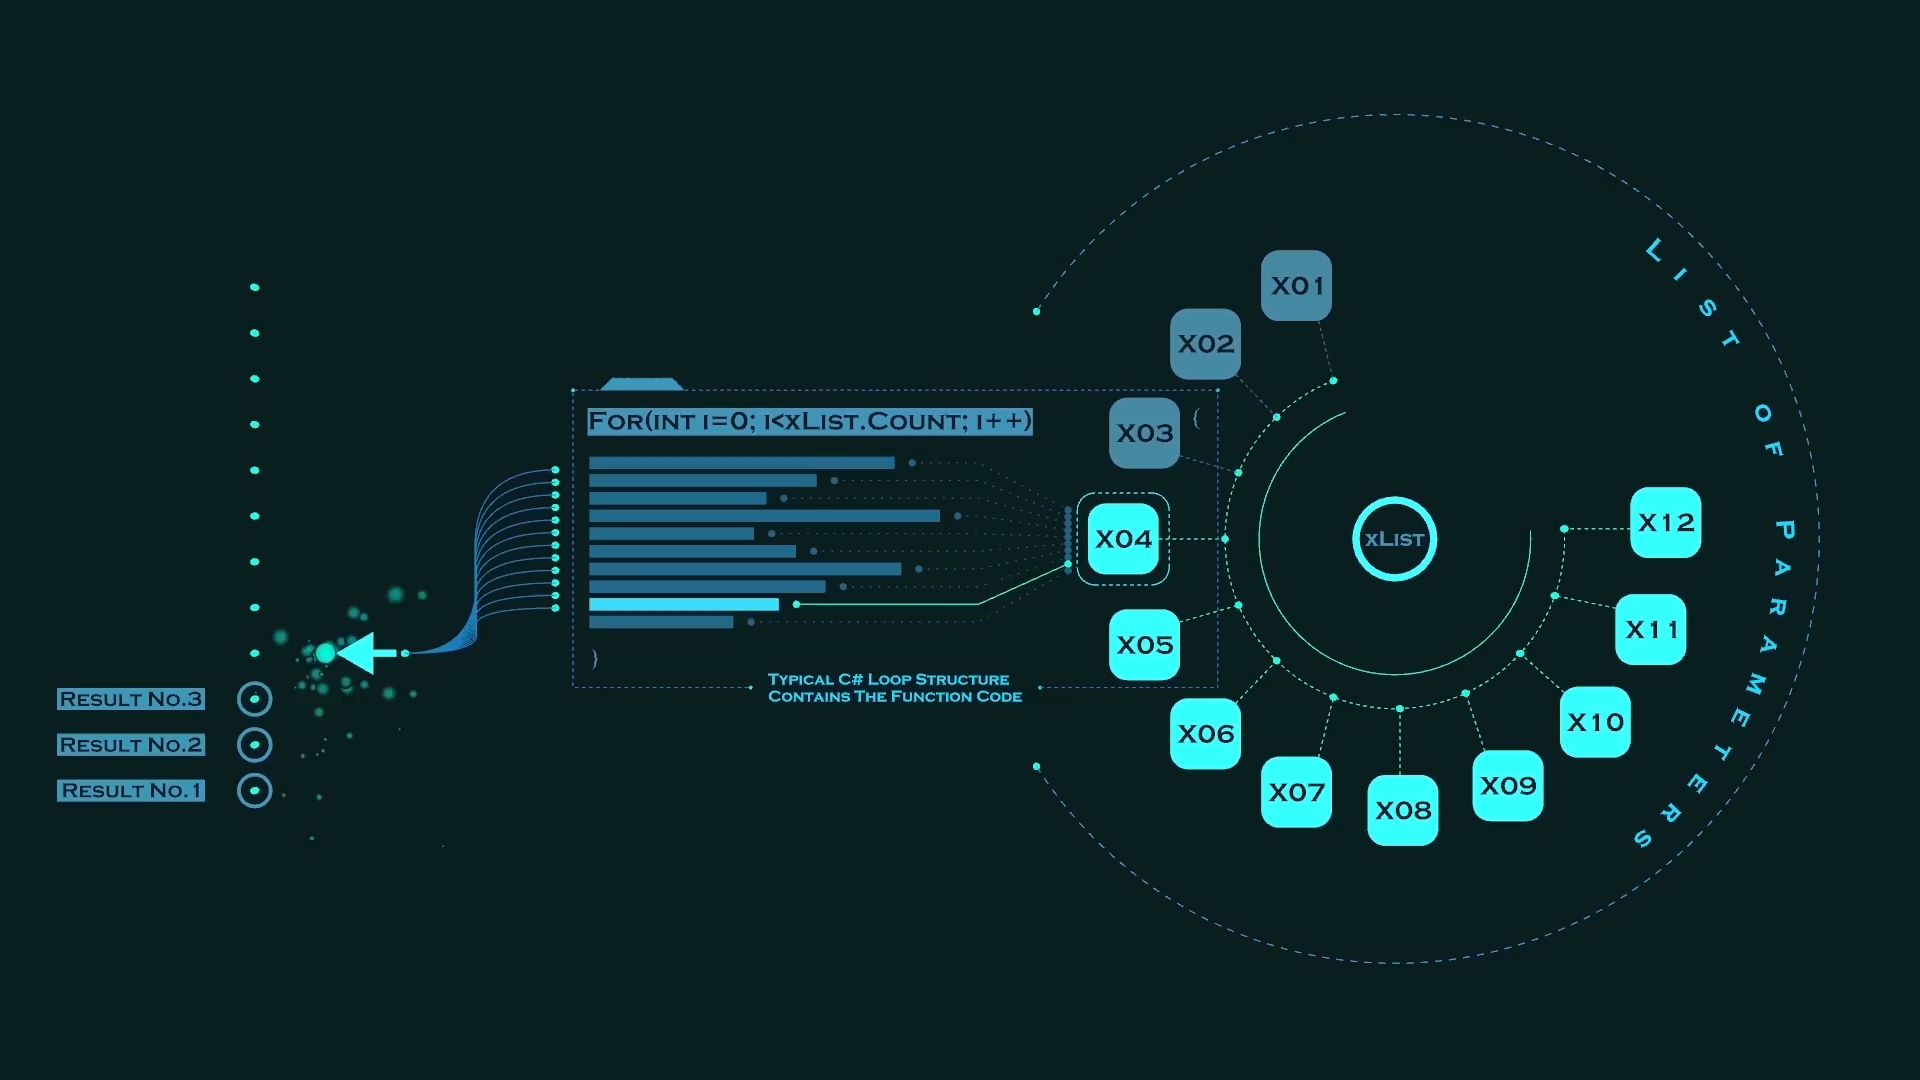 Result No.3
Result No.2
Result No.1
For(int i=0; i<xList.Count; i++)
{
}
Typical C# Loop Structure
Contains The Function Code
X01
X02
X03
X04
X05
X06
X07
X08
X09
X10
X11
X12
xList
List of Parameters